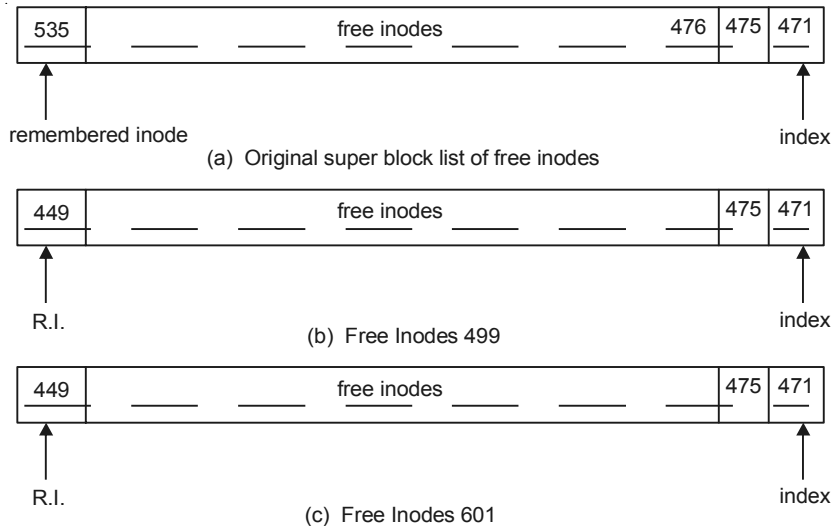 535 free inodes 476 475 471
remembered inode index
(a) Original super block list of free inodes
449 free inodes 475 471
R.I. index
(b) Free Inodes 499
449 free inodes 475 471
R.I. index
(c) Free Inodes 601